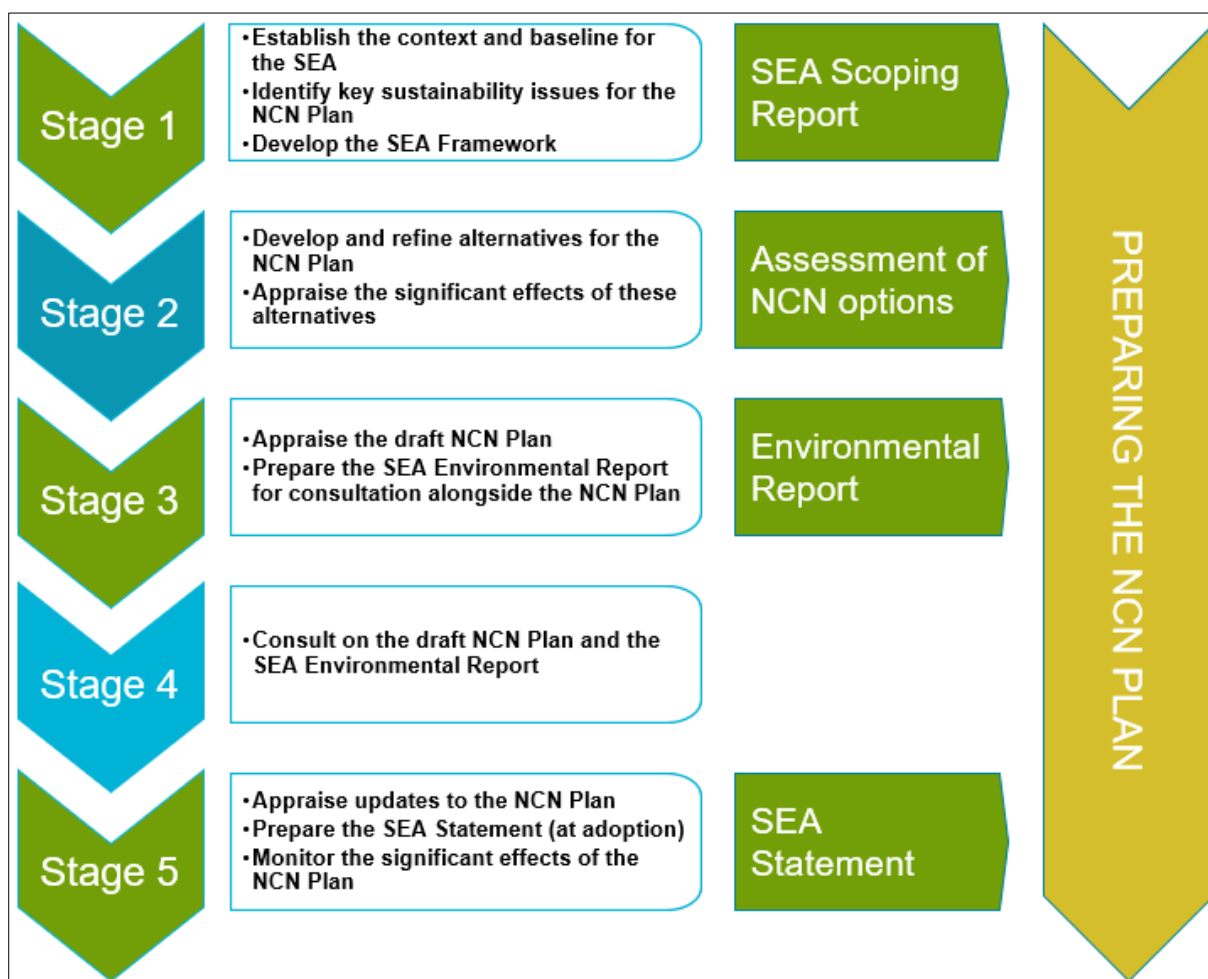 Stage 1
•Establish the context and baseline for
the SEA
•Identify key sustainability issues for the
NCN Plan
•Develop the SEA Framework
SEA Scoping
Report
Stage 2
•Develop and refine alternatives for the
NCN Plan
•Appraise the significant effects of these
alternatives
Assessment of
NCN options
Stage 3
•Appraise the draft NCN Plan
•Prepare the SEA Environmental Report
for consultation alongside the NCN Plan
Environmental
Report
Stage 4
•Consult on the draft NCN Plan and the
SEA Environmental Report
Stage 5
•Appraise updates to the NCN Plan
•Prepare the SEA Statement (at adoption)
•Monitor the significant effects of the
NCN Plan
SEA
Statement
PREPARING THE NCN PLAN